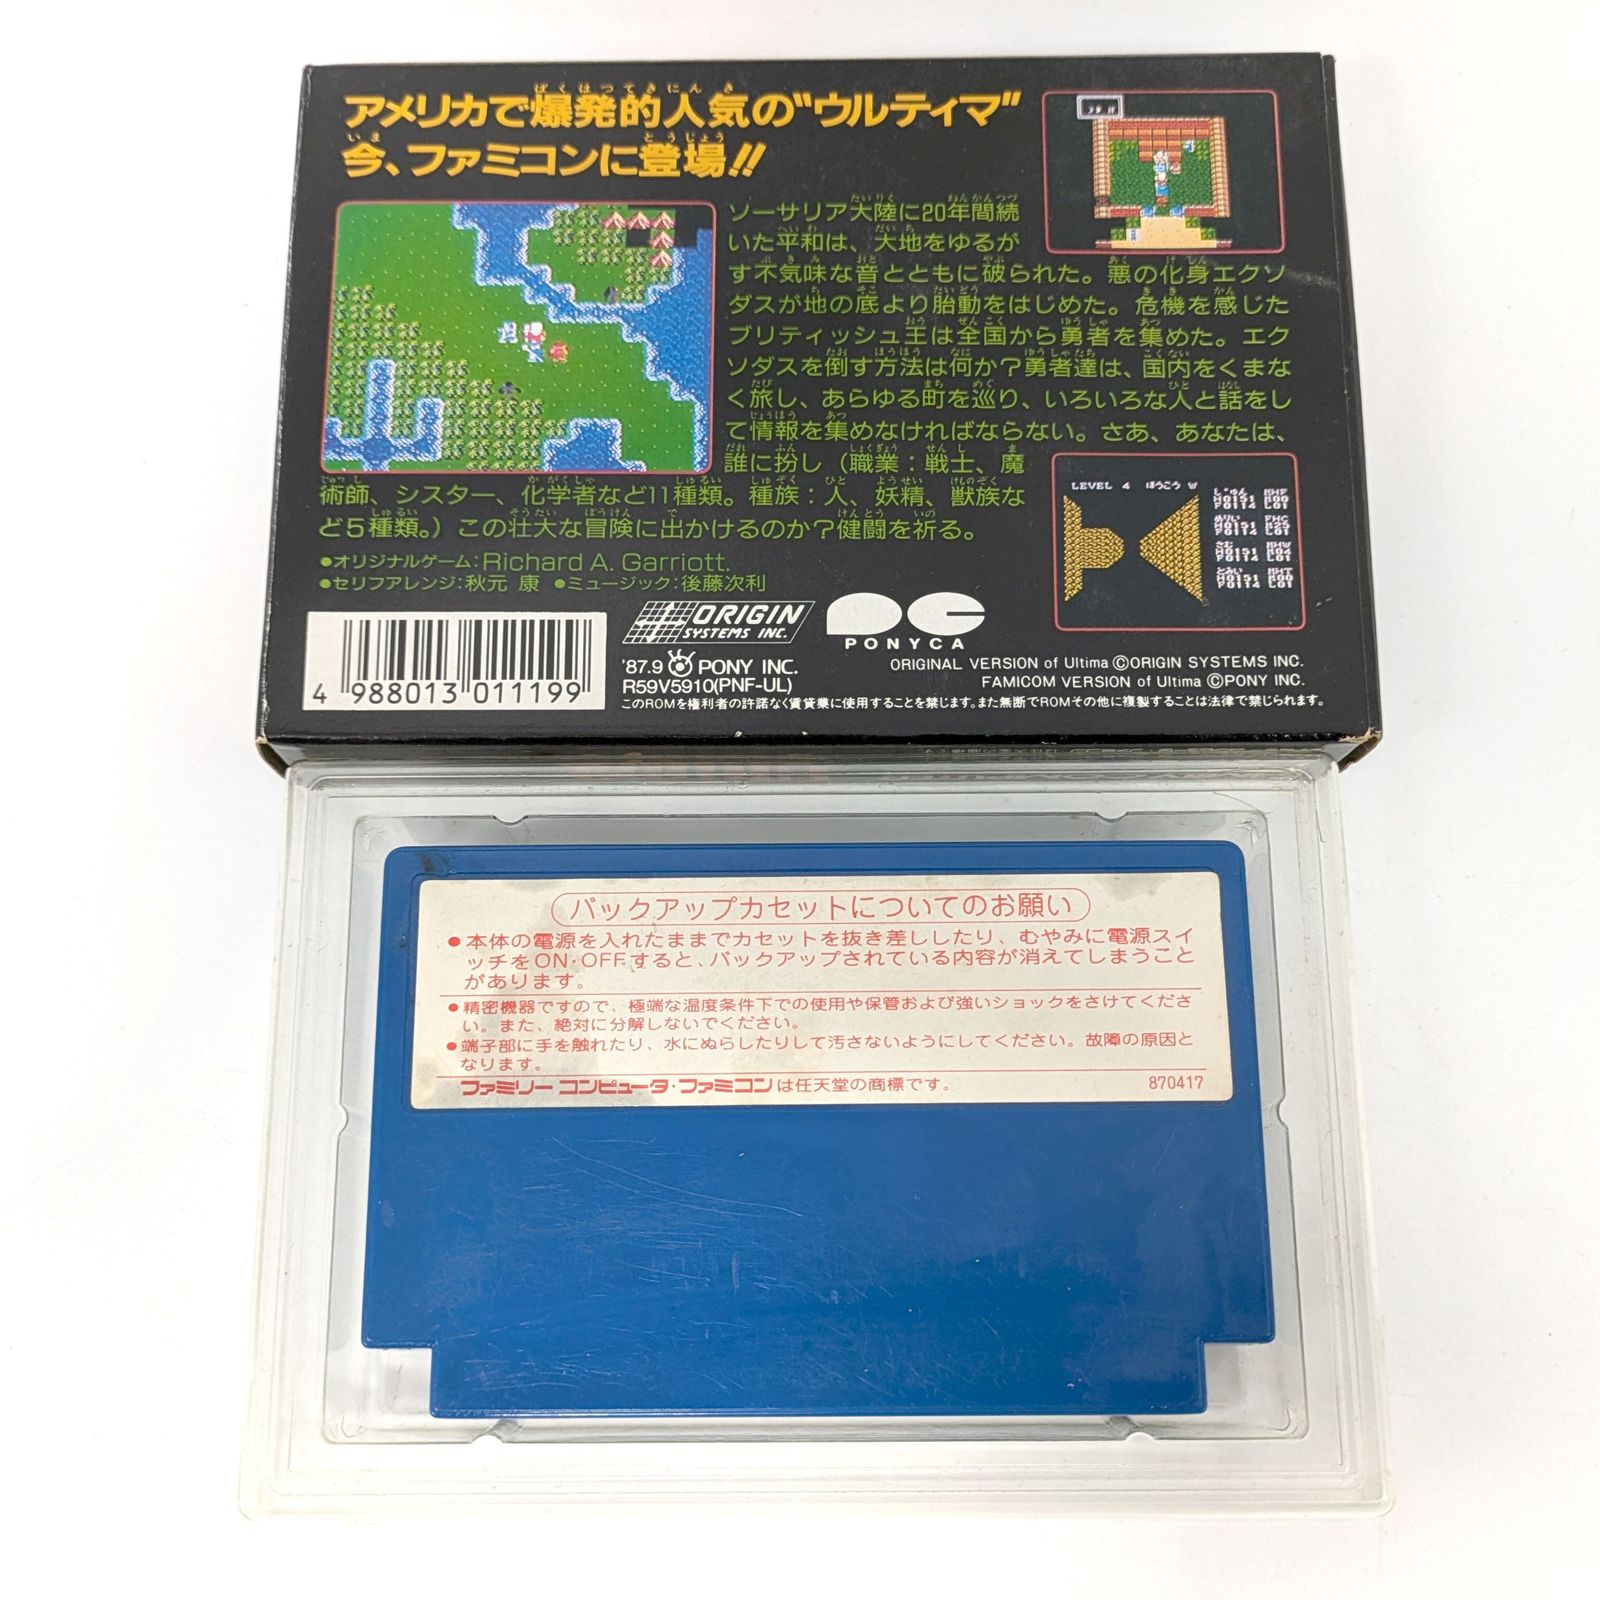 アメリカで爆発的人気の"ウルティマ"
今、ファミコンに登場!!
ソーサリア大陸に20年間続
いた平和は、大地をゆるが
す不気味な音とともに破られた。悪の化身エクソ
ダスが地の底より胎動をはじめた。危機を感じた
ブリティッシュ王は全国から勇者を集めた。エク
ソダスを倒す方法は何か?勇者達は、国内をくまな
く旅し、あらゆる町を巡り、いろいろな人と話をし
て情報を集めなければならない。さあ、あなたは、
誰に扮し(職業:戦士、魔
術師、シスター、化学者など11種類。種族:人、妖精、獣族な
ど5種類。)この壮大な冒険に出かけるのか?健闘を祈る。
●オリジナルゲーム:Richard A. Garriott.
●セリフアレンジ:秋元 康 ●ミュージック:後藤次利
LEVEL 4 ほうこう W
ORIGIN
SYSTEMS INC.
PONYCA
'87.9 PONY INC.
R59V5910(PNF-UL)
ORIGINAL VERSION of Ultima ©ORIGIN SYSTEMS INC.
FAMICOM VERSION of Ultima ©PONY INC.
このROMを権利者の許諾なく賃貸業に使用することを禁じます。また無断でROMその他に複製することは法律で禁じられます。
4 988013 011199
バックアップカセットについてのお願い
●本体の電源を入れたままでカセットを抜き差ししたり、むやみに電源スイ
ッチをON・OFFすると、バックアップされている内容が消えてしまうこと
があります。
●精密機器ですので、極端な温度条件下での使用や保管および強いショックをさけてくださ
い。また、絶対に分解しないでください。
●端子部に手を触れたり、水にぬらしたりして汚さないようにしてください。故障の原因と
なります。
ファミリーコンピュータ・ファミコンは任天堂の商標です。
870417